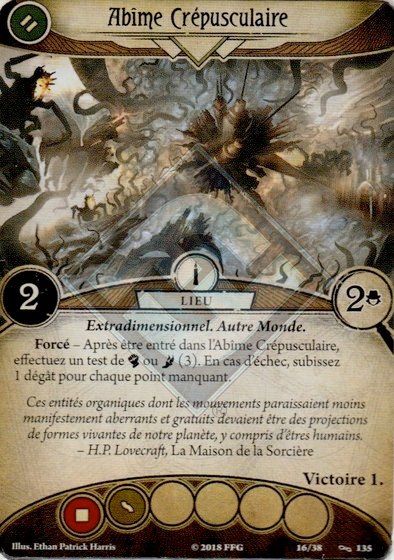 Abîme Crépusculaire
2
LIEU
2
Extradimensionnel. Autre Monde.
Forcé – Après être entré dans l'Abîme Crépusculaire,
effectuez un test de ou (3). En cas d'échec, subissez
1 dégât pour chaque point manquant.
Ces entités organiques dont les mouvements paraissaient moins
manifestement aberrants et gratuits devaient être des projections
de formes vivantes de notre planète, y compris d'êtres humains.
– H.P. Lovecraft, La Maison de la Sorcière
Victoire 1.
Illus. Ethan Patrick Harris
© 2018 FFG
16/38
135